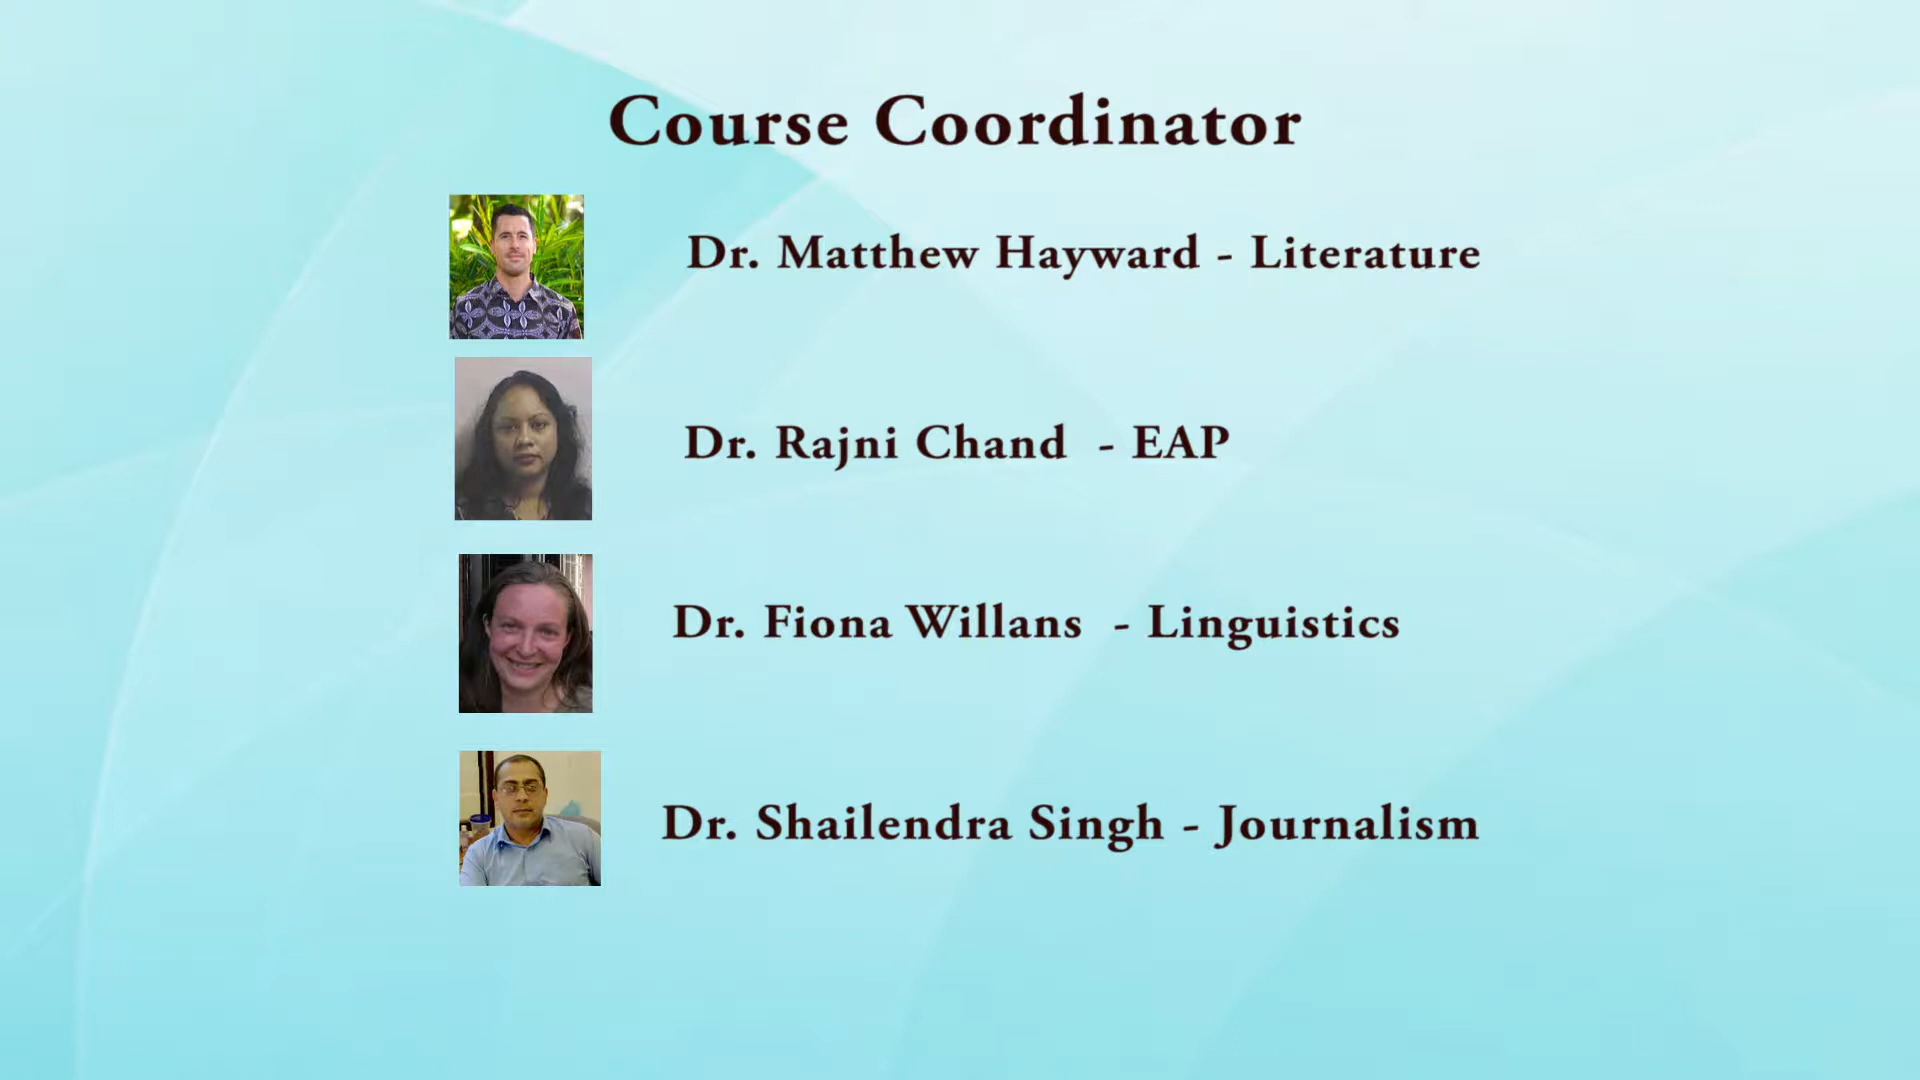 Course Coordinator
Dr. Matthew Hayward - Literature
Dr. Rajni Chand - EAP
Dr. Fiona Willans - Linguistics
Dr. Shailendra Singh - Journalism